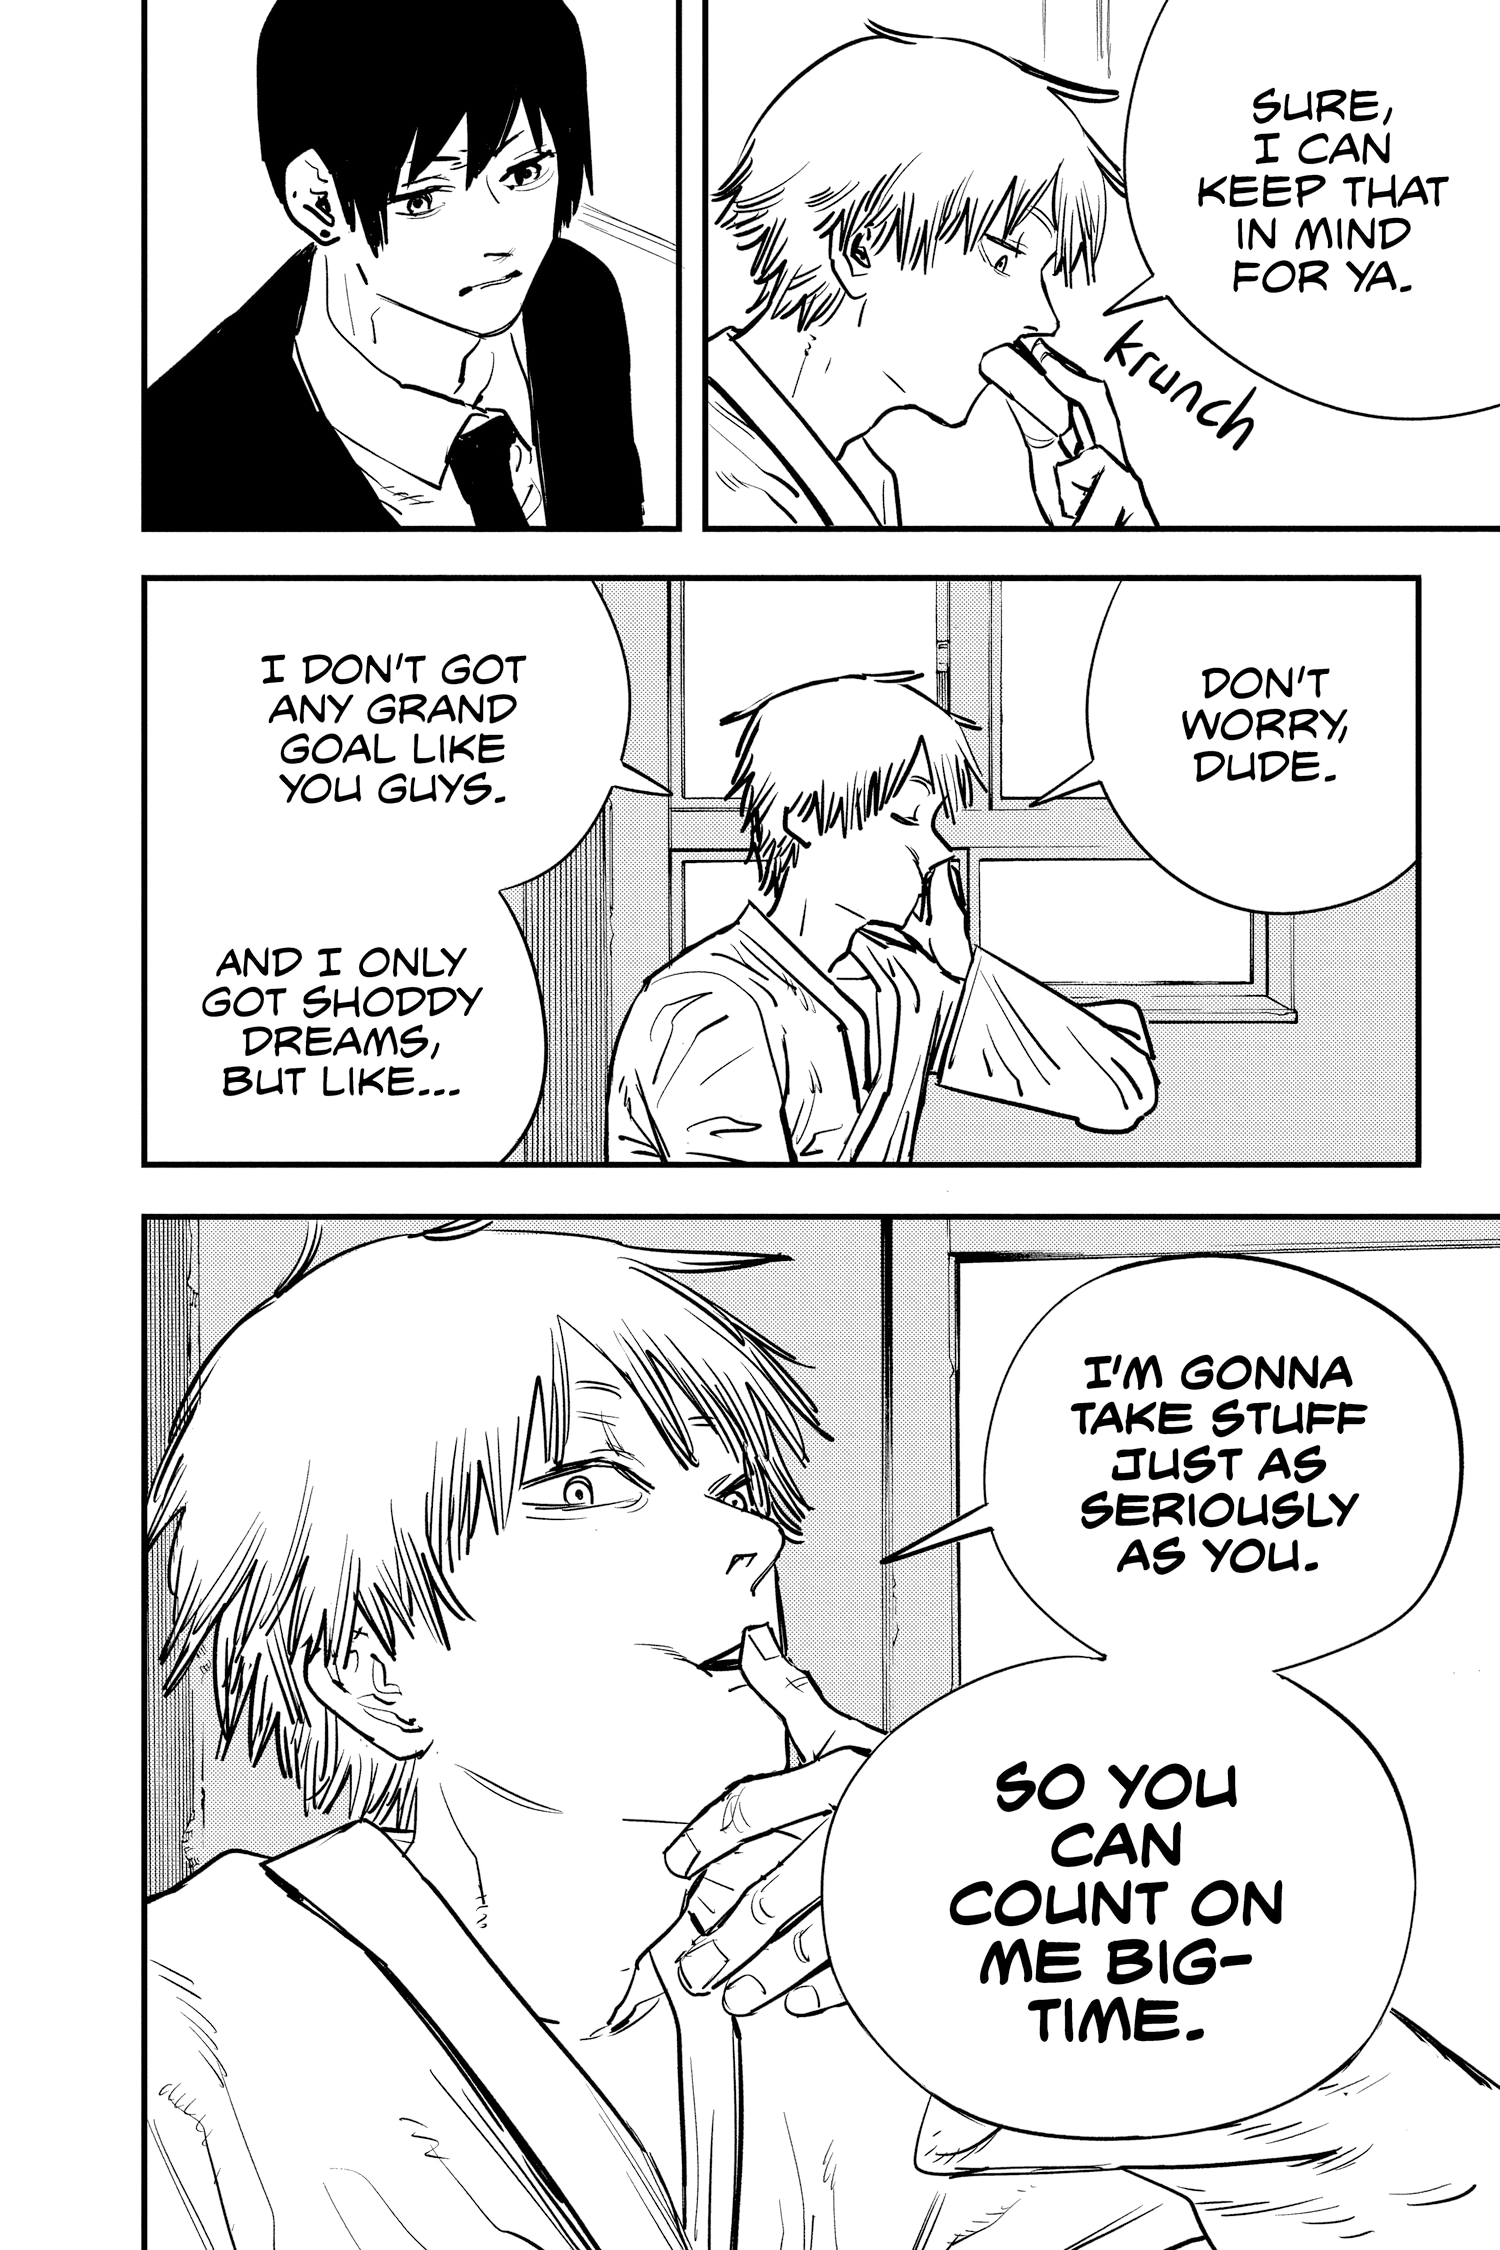 SURE,
I CAN
KEEP THAT
IN MIND
FOR YA.
krunch
DON'T
WORRY,
DUDE.
I DON'T GOT
ANY GRAND
GOAL LIKE
YOU GUYS.
AND I ONLY
GOT SHODDY
DREAMS,
BUT LIKE...
I'M GONNA
TAKE STUFF
JUST AS
SERIOUSLY
AS YOU.
SO YOU
CAN
COUNT ON
ME BIG-
TIME.